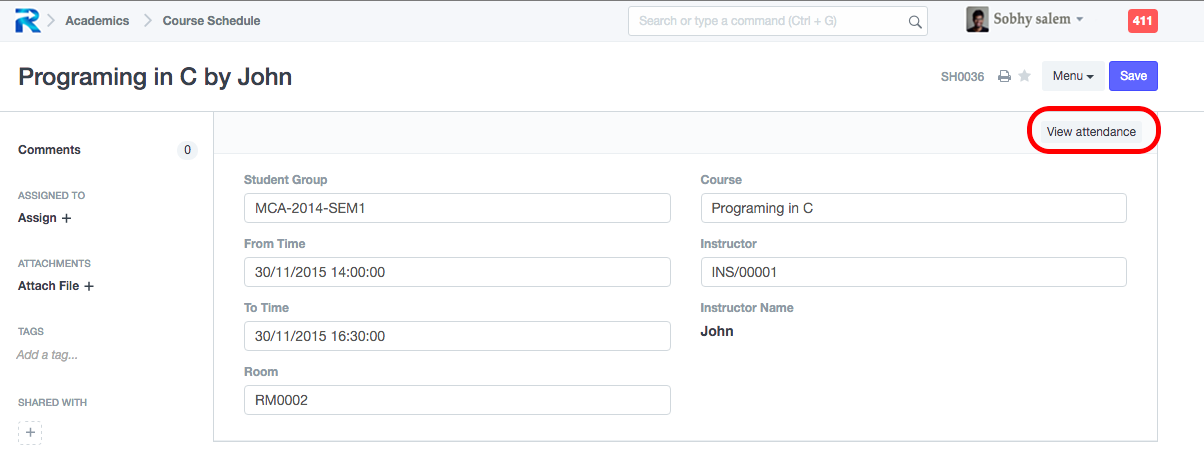 Academics Course Schedule Search or type a command (Ctrl + G) Sobhy salem 411
Programing in C by John SH0036 Menu Save
View attendance
Comments 0
ASSIGNED TO
Assign +
ATTACHMENTS
Attach File +
TAGS
Add a tag...
SHARED WITH
+
Student Group
MCA-2014-SEM1
From Time
30/11/2015 14:00:00
To Time
30/11/2015 16:30:00
Room
RM0002
Course
Programing in C
Instructor
INS/00001
Instructor Name
John